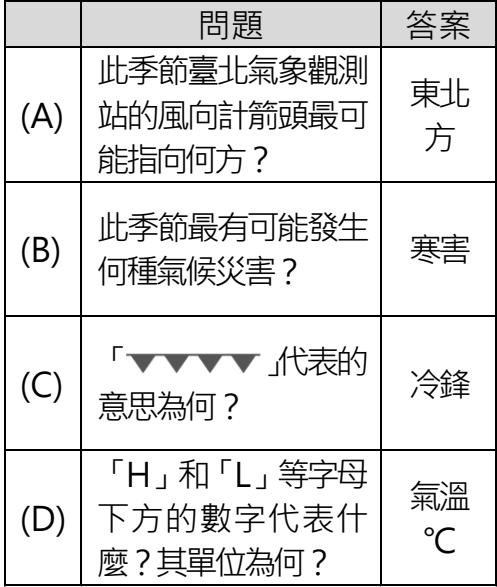 問題 答案
(A) 此季節臺北氣象觀測
站的風向計箭頭最可
能指向何方？
東北
方
(B) 此季節最有可能發生
何種氣候災害？
寒害
(C) 「▼▼▼▼」代表的
意思為何？
冷鋒
(D) 「H」和「L」等字母
下方的數字代表什
麼？其單位為何？
氣溫
℃